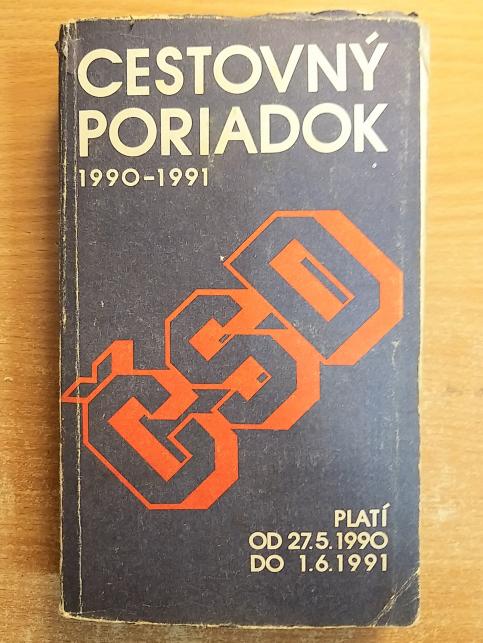 CESTOVNÝ
PORIADOK
1990-1991
ČSD
PLATÍ
OD 27.5.1990
DO 1.6.1991